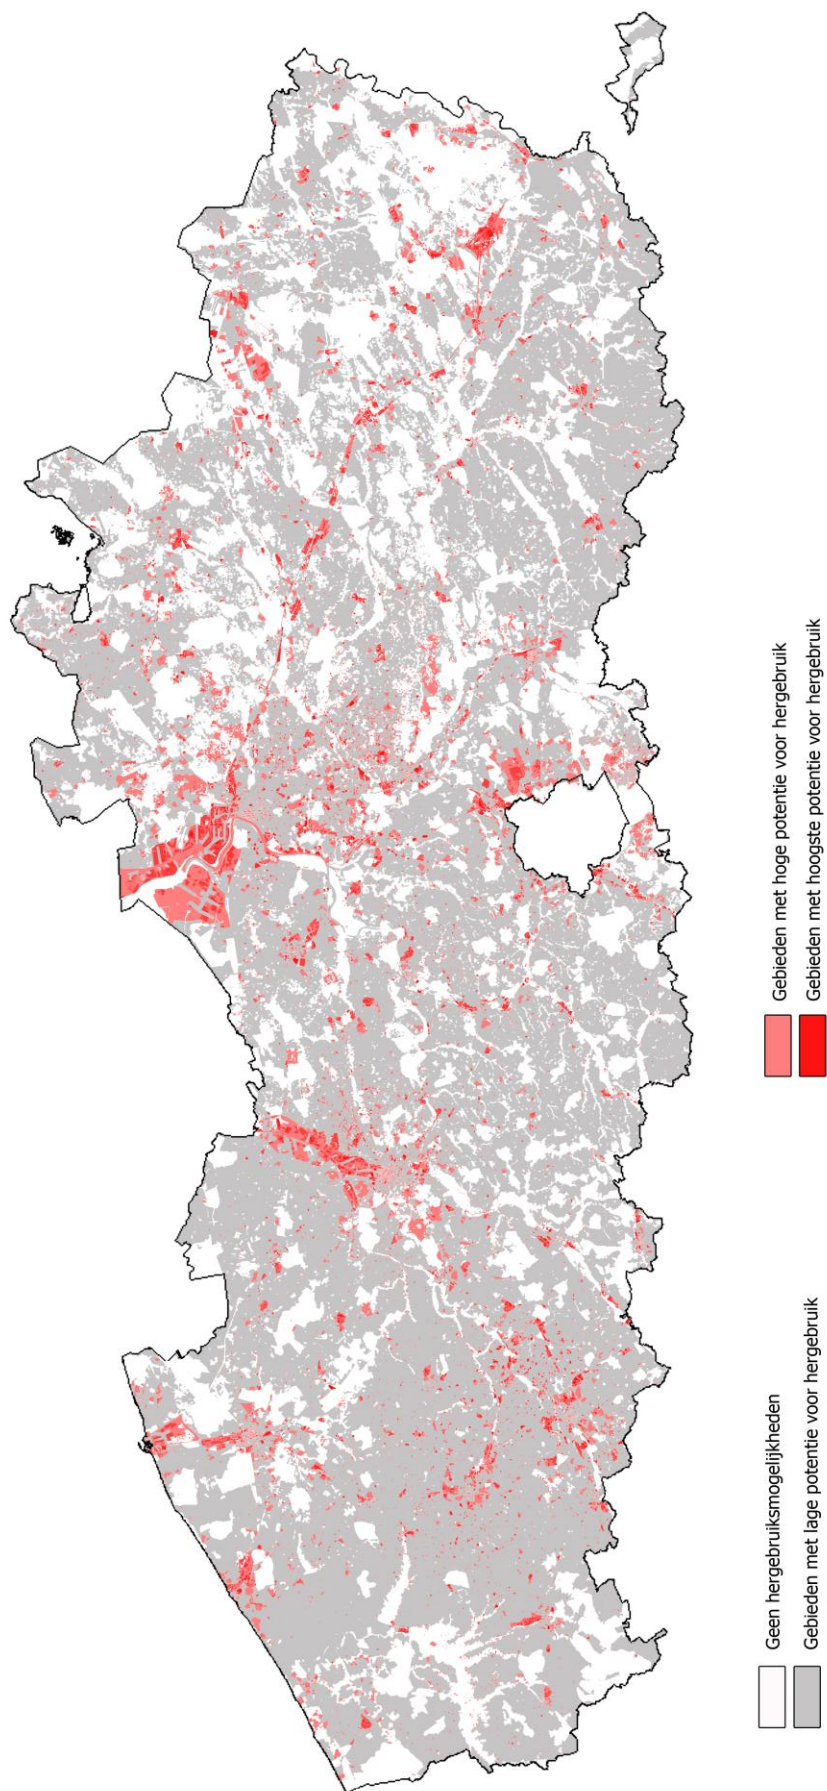 Geen hergebruiksmogelijkheden
Gebieden met lage potentie voor hergebruik
Gebieden met hoge potentie voor hergebruik
Gebieden met hoogste potentie voor hergebruik